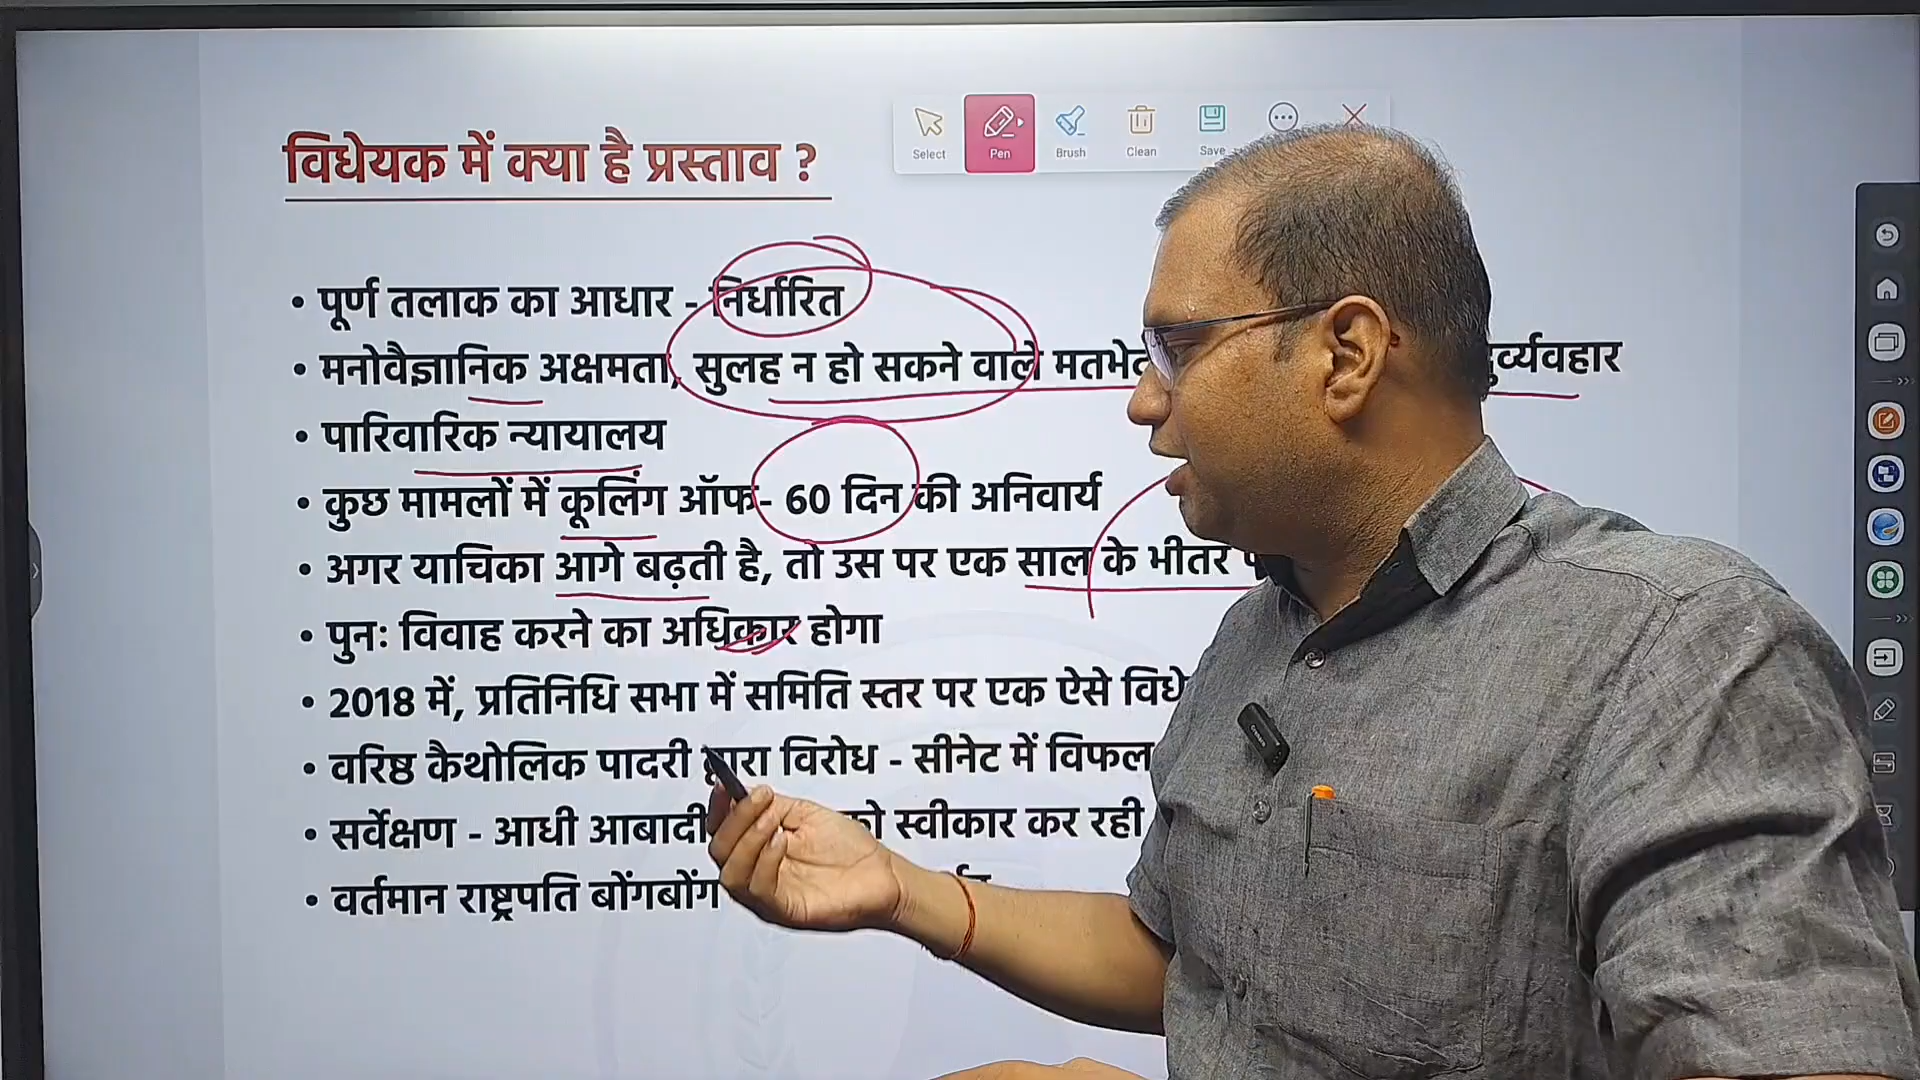 Select Pen Brush Clean Save
विधेयक में क्या है प्रस्ताव ?
• पूर्ण तलाक का आधार - निर्धारित
• मनोवैज्ञानिक अक्षमता, सुलह न हो सकने वाले मतभेद दुर्व्यवहार
• पारिवारिक न्यायालय
• कुछ मामलों में कूलिंग ऑफ- 60 दिन की अनिवार्य
• अगर याचिका आगे बढ़ती है, तो उस पर एक साल के भीतर
• पुनः विवाह करने का अधिकार होगा
• 2018 में, प्रतिनिधि सभा में समिति स्तर पर एक ऐसे
• वरिष्ठ कैथोलिक पादरी द्वारा विरोध - सीनेट में विफल
• सर्वेक्षण - आधी आबादी को स्वीकार कर रही
• वर्तमान राष्ट्रपति बोंगबोंग